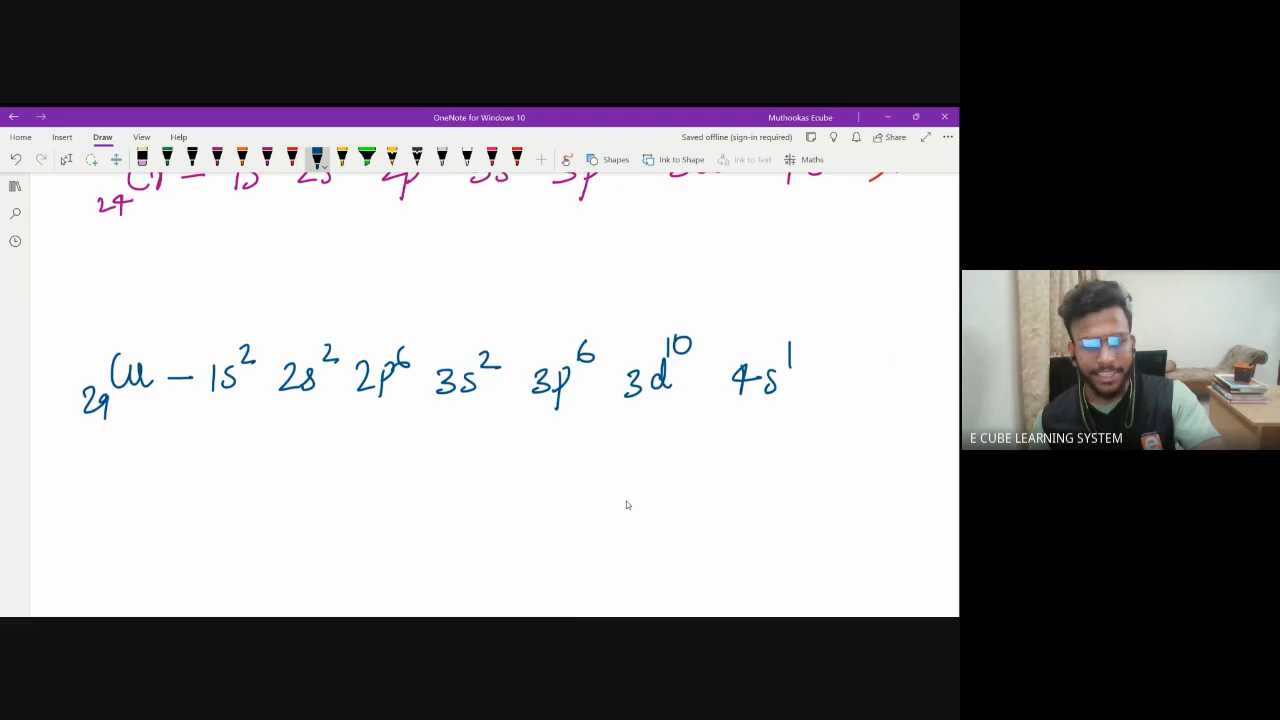 OneNote for Windows 10
Muthookas Ecube
Home Insert Draw View Help
Saved offline (sign-in required)
Share
Shapes
Ink to Shape
Ink to Text
Maths
24
29Cu – 1s2 2s2 2p6 3s2 3p6 3d10 4s1
E CUBE LEARNING SYSTEM